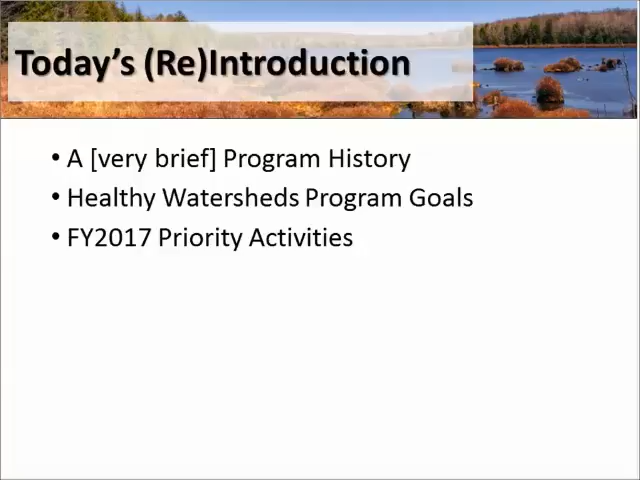 Today's (Re)Introduction
• A [very brief] Program History
• Healthy Watersheds Program Goals
• FY2017 Priority Activities